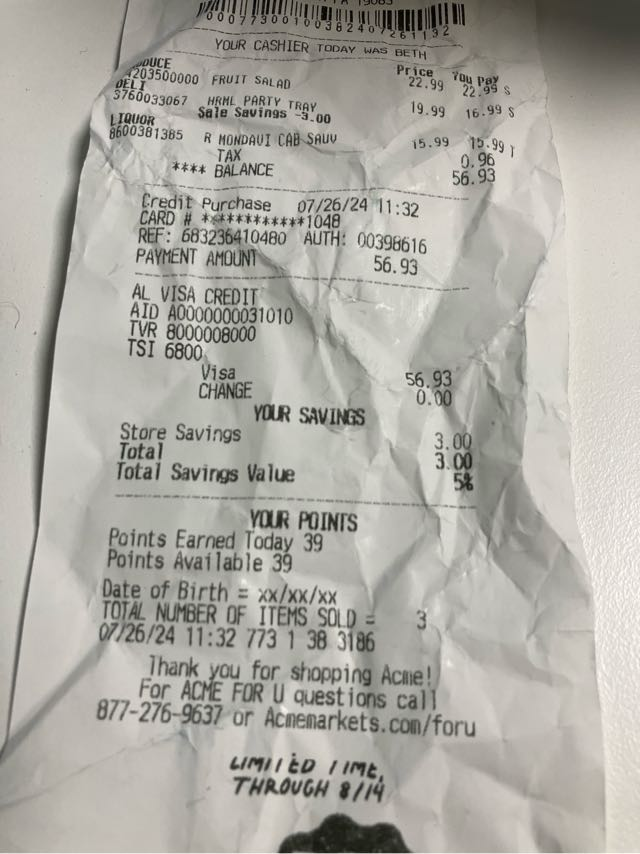 19083
00077300100382407261132
YOUR CASHIER TODAY WAS BETH
Price You Pay
4203500000 FRUIT SALAD 22.99 22.99 S
DELI
3760033067 HRML PARTY TRAY 19.99 16.99 S
Sale Savings -3.00
LIQUOR
8600381385 R MONDAVI CAB SAUV 15.99 15.99 T
TAX 0.96
**** BALANCE 56.93
Credit Purchase 07/26/24 11:32
CARD # ************1048
REF: 683236410480 AUTH: 00398616
PAYMENT AMOUNT 56.93
AL VISA CREDIT
AID A0000000031010
TVR 8000008000
TSI 6800
Visa 56.93
CHANGE 0.00
YOUR SAVINGS
Store Savings 3.00
Total 3.00
Total Savings Value 5%
YOUR POINTS
Points Earned Today 39
Points Available 39
Date of Birth = xx/xx/xx
TOTAL NUMBER OF ITEMS SOLD = 3
07/26/24 11:32 773 1 38 3186
Thank you for shopping Acme!
For ACME FOR U questions call
877-276-9637 or Acmemarkets.com/foru
LIMITED TIME,
THROUGH 8/14